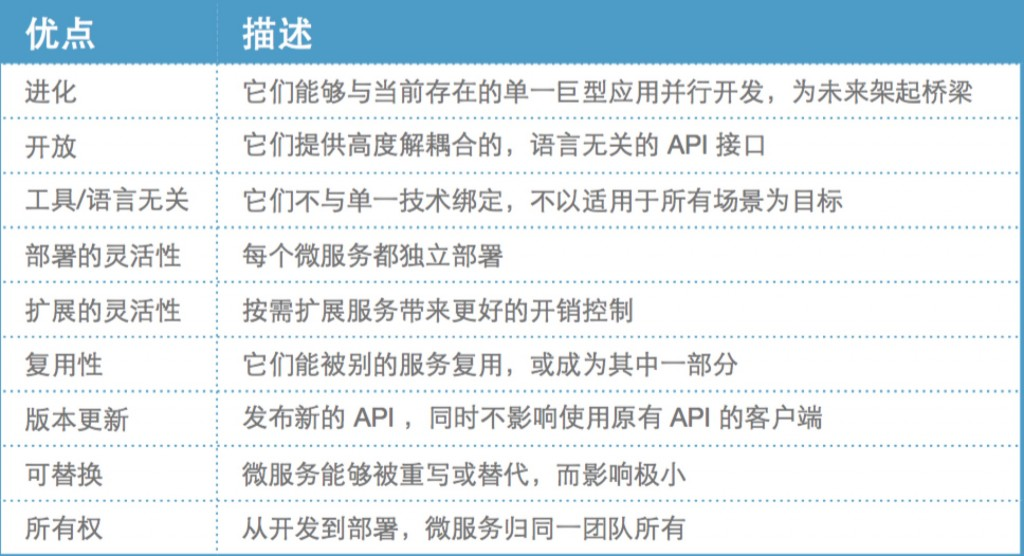 优点 描述
进化 它们能够与当前存在的单一巨型应用并行开发，为未来架起桥梁
开放 它们提供高度解耦合的，语言无关的 API 接口
工具/语言无关 它们不与单一技术绑定，不以适用于所有场景为目标
部署的灵活性 每个微服务都独立部署
扩展的灵活性 按需扩展服务带来更好的开销控制
复用性 它们能被别的服务复用，或成为其中一部分
版本更新 发布新的 API ，同时不影响使用原有 API 的客户端
可替换 微服务能够被重写或替代，而影响极小
所有权 从开发到部署，微服务归同一团队所有